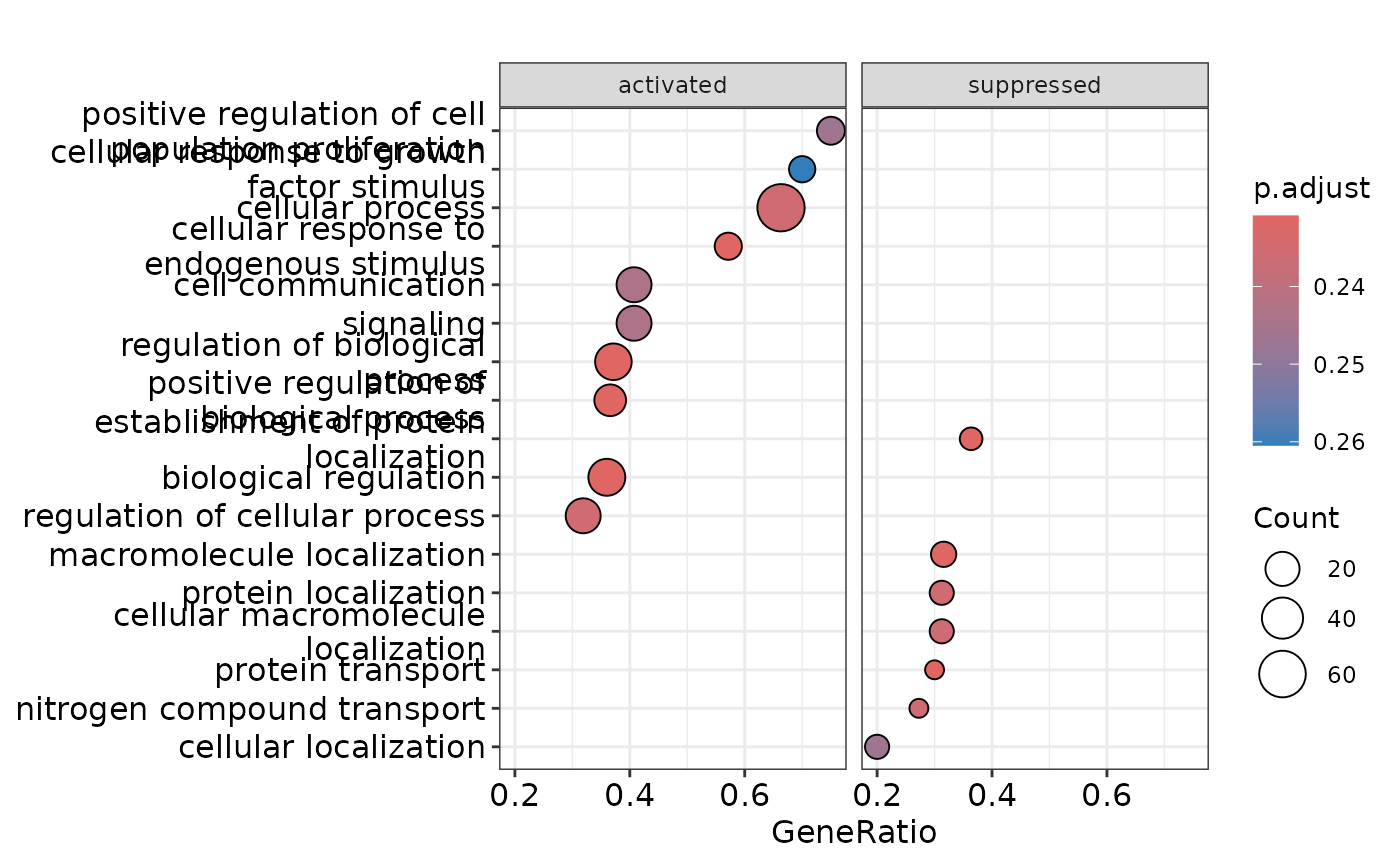 activated
suppressed
positive regulation of cell
population proliferation
cellular response to growth
factor stimulus
cellular process
cellular response to
endogenous stimulus
cell communication
signaling
regulation of biological
process
positive regulation of
biological process
establishment of protein
localization
biological regulation
regulation of cellular process
macromolecule localization
protein localization
cellular macromolecule
localization
protein transport
nitrogen compound transport
cellular localization
0.2 0.4 0.6
0.2 0.4 0.6
GeneRatio
p.adjust
0.24
0.25
0.26
Count
20
40
60